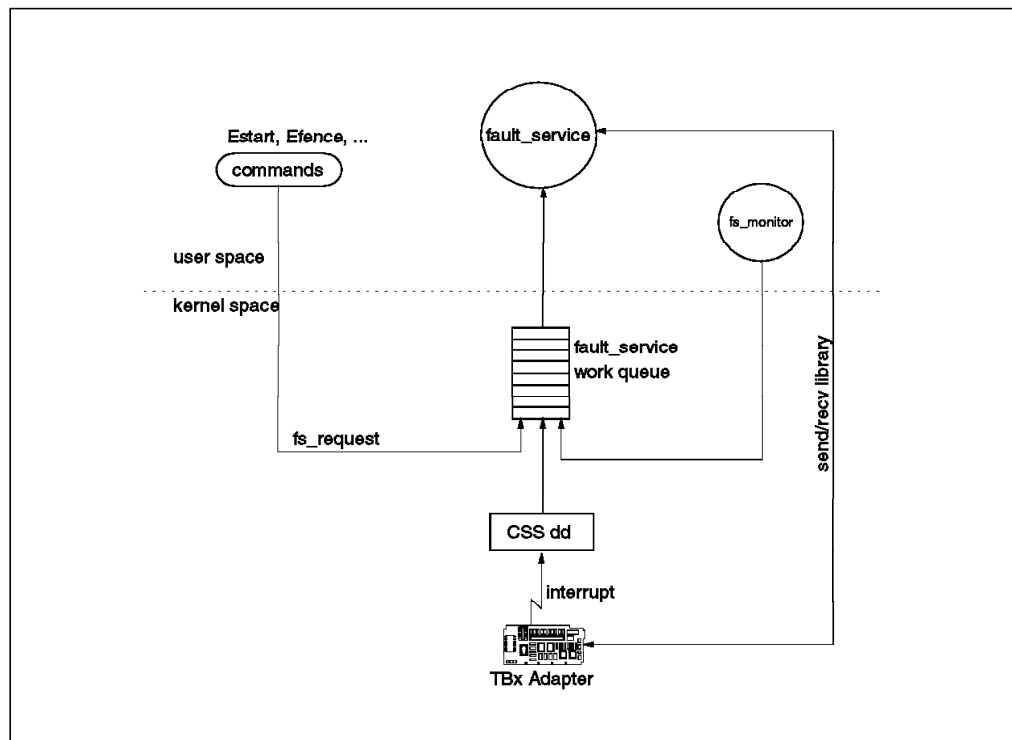 Estart, Efence, ...
commands
fault_service
fs_monitor
user space
kernel space
fault_service
work queue
send/recv library
fs_request
CSS dd
interrupt
TBx Adapter